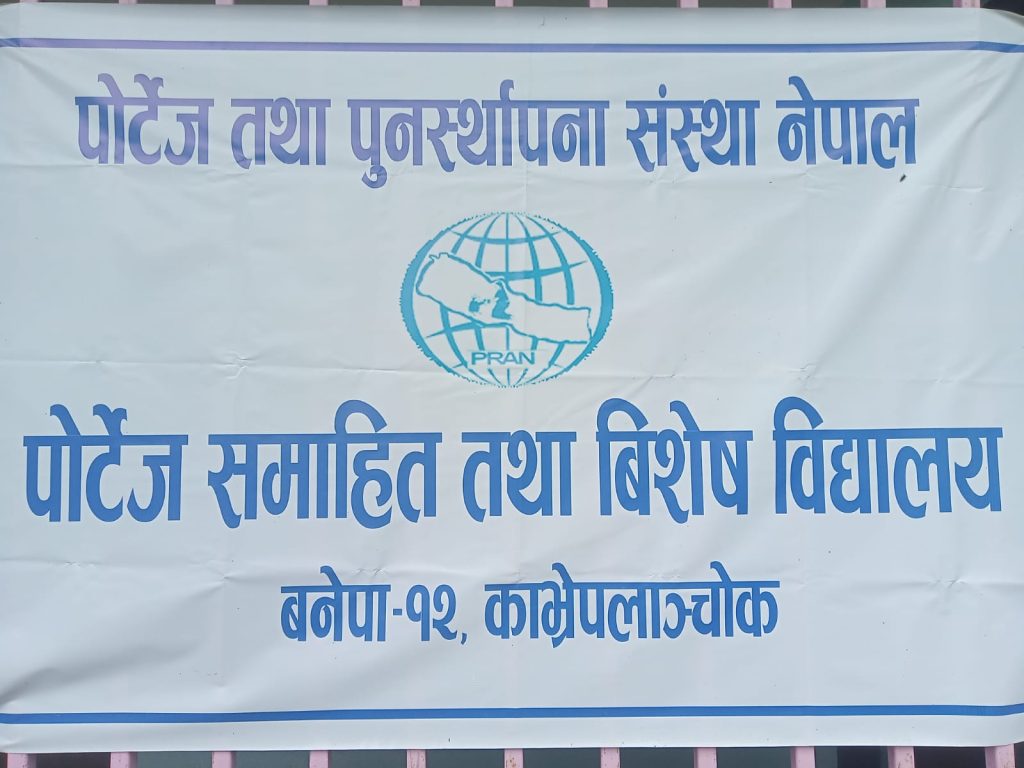 पोर्टेज तथा पुनर्स्थापना संस्था नेपाल
PRAN
पोर्टेज समाहित तथा बिशेष विद्यालय
बनेपा-१२, काभ्रेपलाञ्चोक